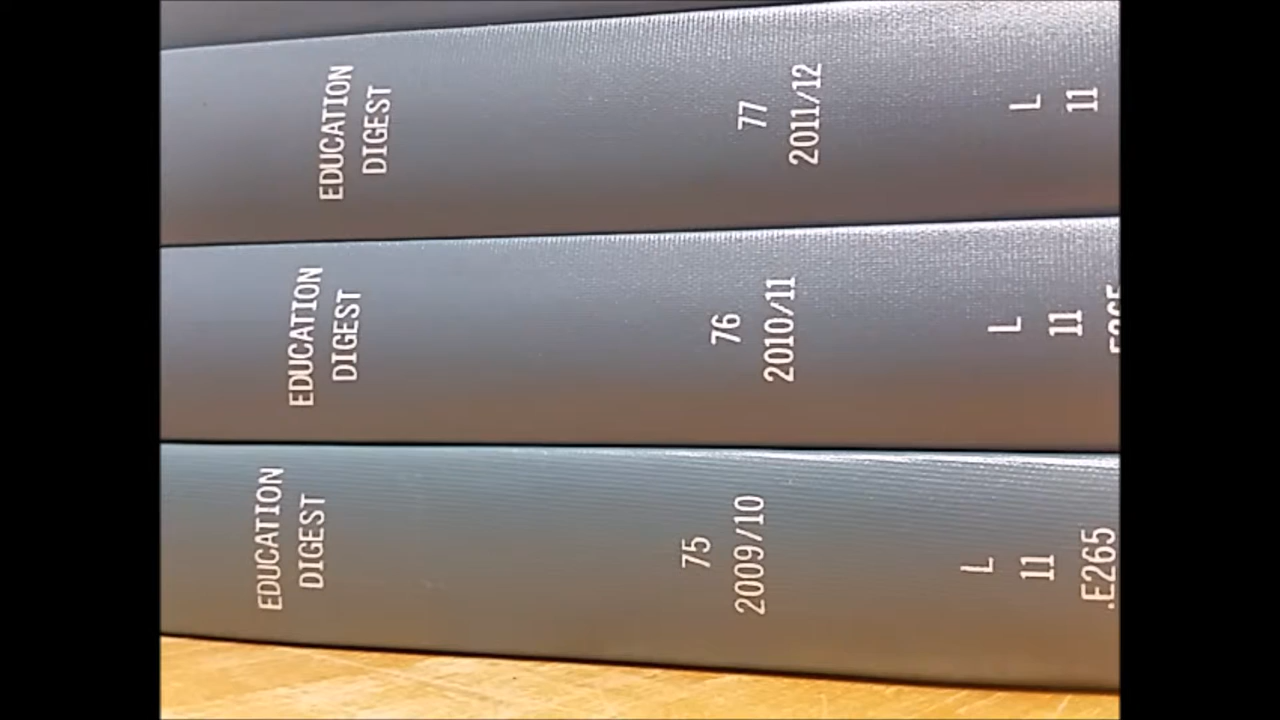 EDUCATION
DIGEST
77
2011/12
L
11
EDUCATION
DIGEST
76
2010/11
L
11
EDUCATION
DIGEST
75
2009/10
L
11
.E265